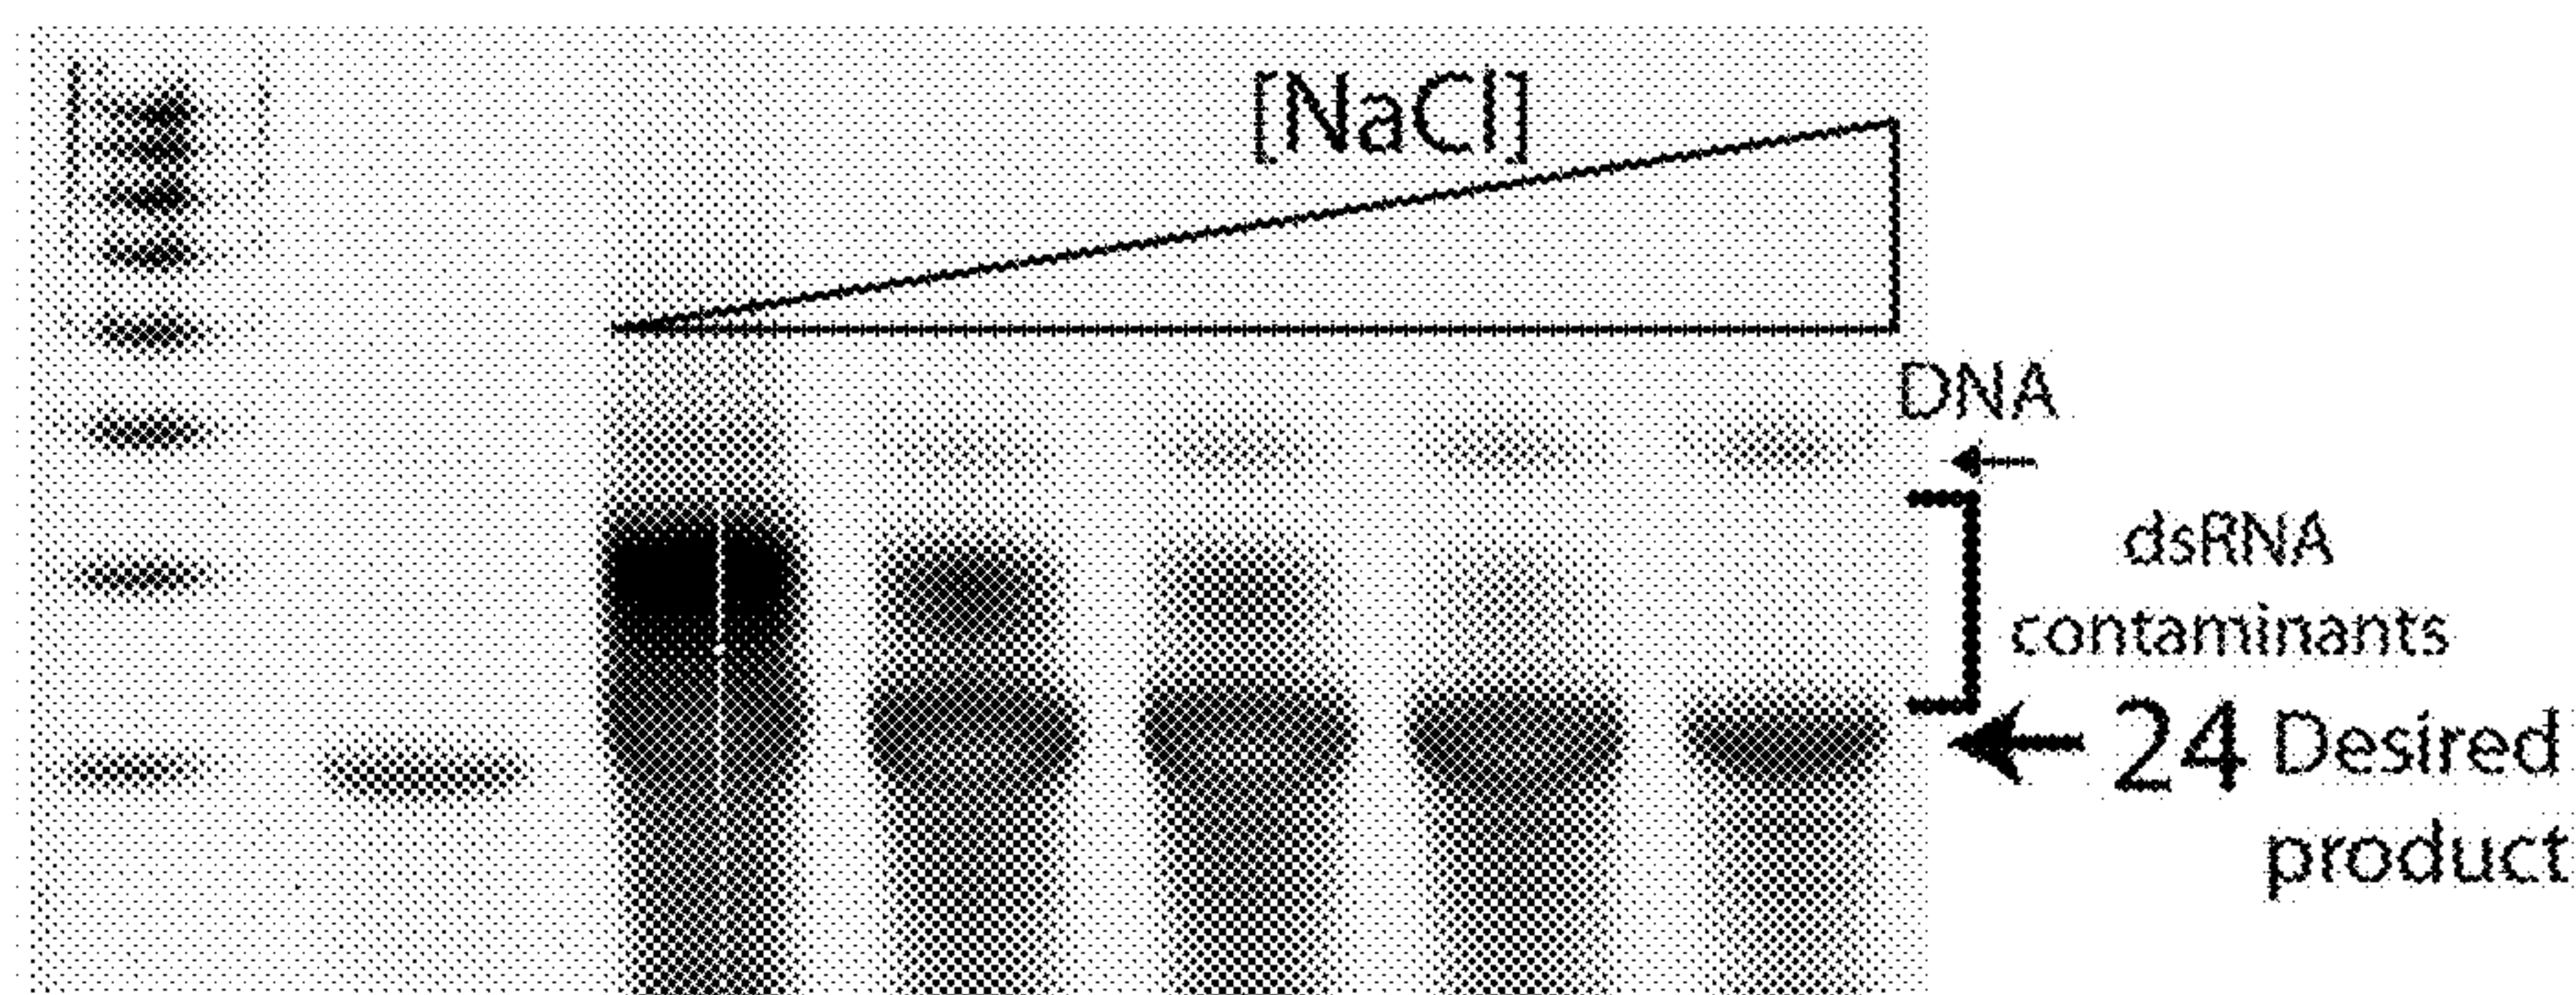 [NaCl]
DNA
dsRNA
contaminants
24 Desired
product